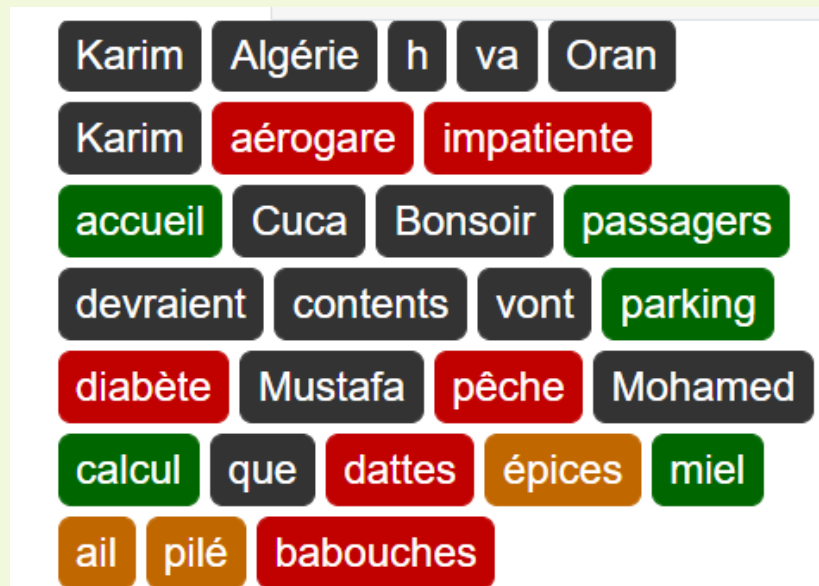 Karim Algérie h va Oran
Karim aérogare impatiente
accueil Cuca Bonsoir passagers
devraient contents vont parking
diabète Mustafa pêche Mohamed
calcul que dattes épices miel
ail pilé babouches